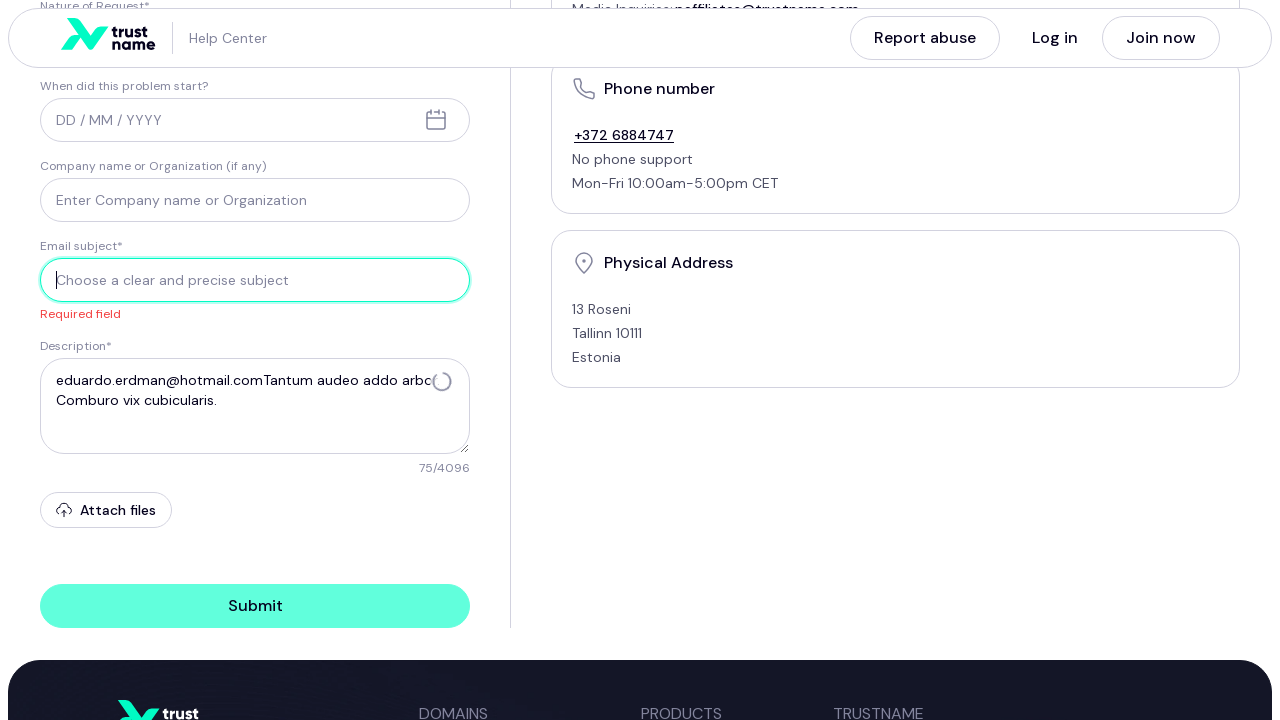 Nature of Request*
Media Inquiries: naffiliates@trustname.com
trust
name
Help Center
Report abuse
Log in
Join now
When did this problem start?
DD / MM / YYYY
Company name or Organization (if any)
Enter Company name or Organization
Email subject*
Choose a clear and precise subject
Required field
Description*
eduardo.erdman@hotmail.comTantum audeo addo
Comburo vix cubicularis.
75/4096
Attach files
Submit
Phone number
+372 6884747
No phone support
Mon-Fri 10:00am-5:00pm CET
Physical Address
13 Roseni
Tallinn 10111
Estonia
trust
DOMAINS
PRODUCTS
TRUSTNAME